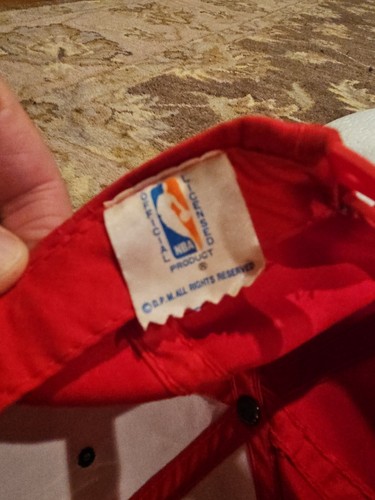 OFFICIAL
LICENSED
NBA
PRODUCT
®
© D.P.M. ALL RIGHTS RESERVED